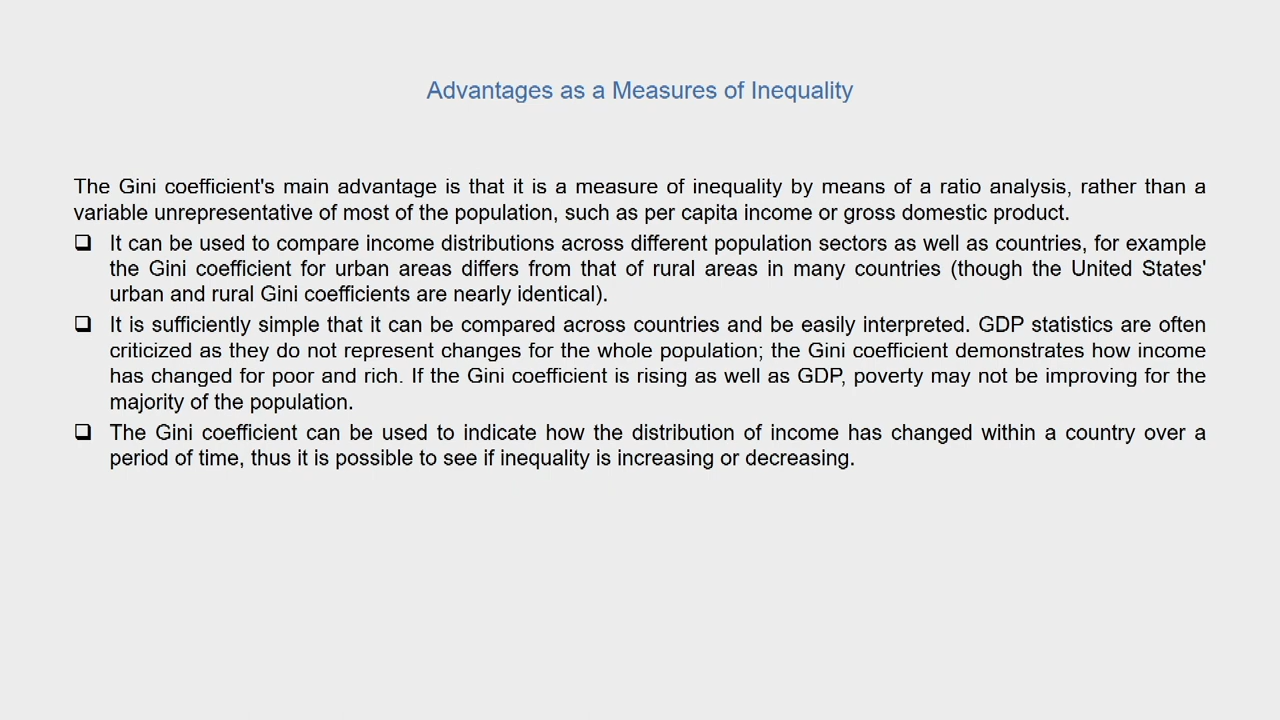 Advantages as a Measures of Inequality
The Gini coefficient's main advantage is that it is a measure of inequality by means of a ratio analysis, rather than a
variable unrepresentative of most of the population, such as per capita income or gross domestic product.
❑ It can be used to compare income distributions across different population sectors as well as countries, for example
the Gini coefficient for urban areas differs from that of rural areas in many countries (though the United States'
urban and rural Gini coefficients are nearly identical).
❑ It is sufficiently simple that it can be compared across countries and be easily interpreted. GDP statistics are often
criticized as they do not represent changes for the whole population; the Gini coefficient demonstrates how income
has changed for poor and rich. If the Gini coefficient is rising as well as GDP, poverty may not be improving for the
majority of the population.
❑ The Gini coefficient can be used to indicate how the distribution of income has changed within a country over a
period of time, thus it is possible to see if inequality is increasing or decreasing.